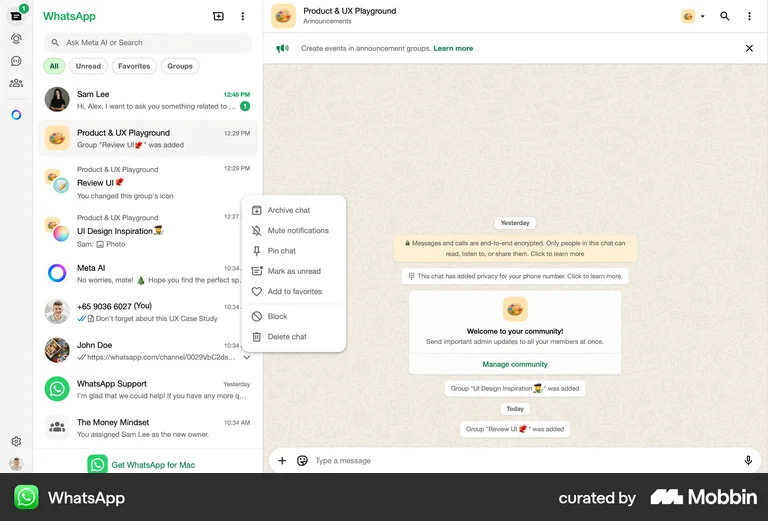 1
WhatsApp
Ask Meta AI or Search
All
Unread
Favorites
Groups
Sam Lee
12:48 PM
Hi, Alex. I want to ask you something related to ...
1
Product & UX Playground
12:29 PM
Group "Review UI💃" was added
Product & UX Playground
12:29 PM
Review UI 💃
You changed this group's icon
Product & UX Playground
12:27
UI Design Inspiration👨‍🎓
Sam: Photo
Meta AI
10:34
No worries, mate! 🎄 Hope you find the perfect sp...
+65 9036 6027 (You)
10:34
Don't forget about this UX Case Study
John Doe
10:34
https://whatsapp.com/channel/0029VbC2ds...
WhatsApp Support
Yesterday
I'm glad that we could help! If you have any more q...
The Money Mindset
10:34 AM
You assigned Sam Lee as the new owner.
Get WhatsApp for Mac
Archive chat
Mute notifications
Pin chat
Mark as unread
Add to favorites
Block
Delete chat
Product & UX Playground
Announcements
Create events in announcement groups. Learn more
Yesterday
Messages and calls are end-to-end encrypted. Only people in this chat can
read, listen to, or share them. Click to learn more
This chat has added privacy for your phone number. Click to learn more.
Welcome to your community!
Send important admin updates to all your members at once.
Manage community
Group "UI Design Inspiration👨‍🎓" was added
Today
Group "Review UI 💃" was added
Type a message
WhatsApp
curated by Mobbin